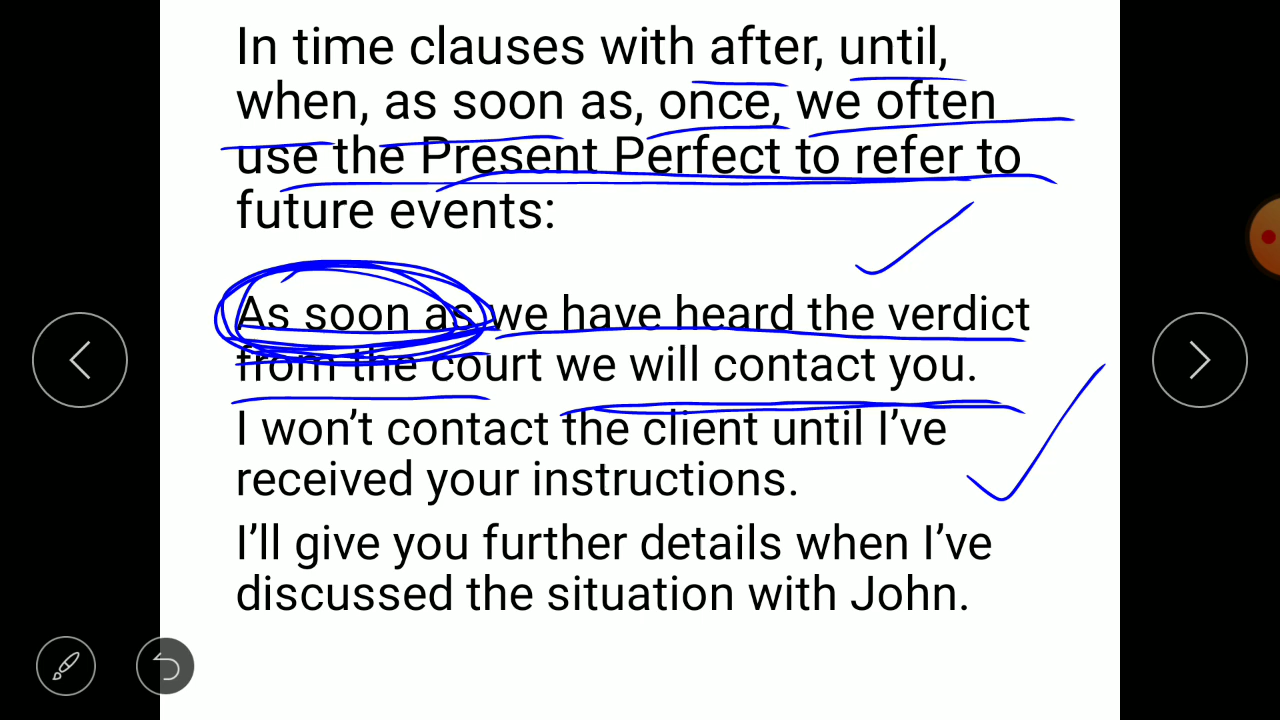 In time clauses with after, until,
when, as soon as, once, we often
use the Present Perfect to refer to
future events:
As soon as we have heard the verdict
from the court we will contact you.
I won’t contact the client until I’ve
received your instructions.
I’ll give you further details when I’ve
discussed the situation with John.